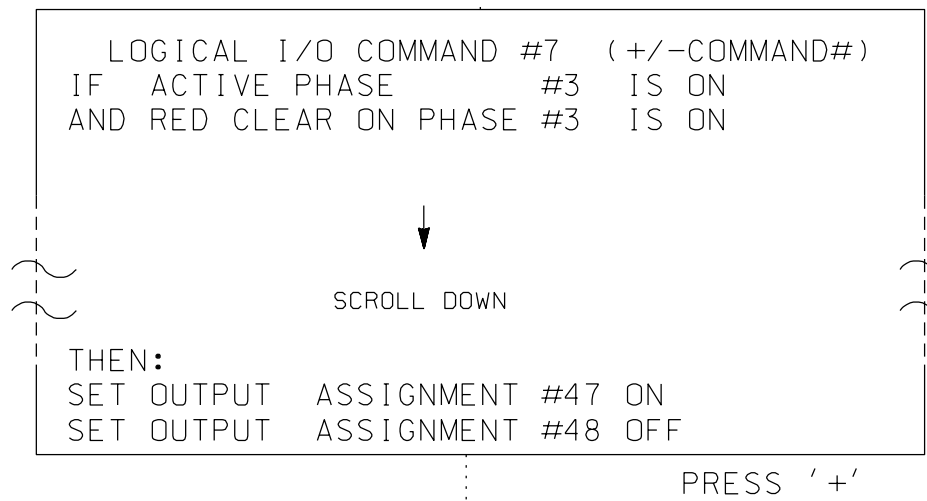 LOGICAL I/O COMMAND #7 (+/-COMMAND#)
IF ACTIVE PHASE #3 IS ON
AND RED CLEAR ON PHASE #3 IS ON
SCROLL DOWN
THEN:
SET OUTPUT ASSIGNMENT #47 ON
SET OUTPUT ASSIGNMENT #48 OFF
PRESS '+'